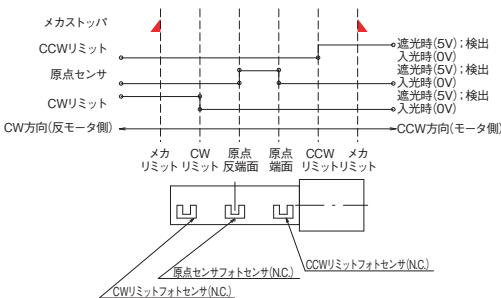 メカストッパ
CCWリミット
遮光時(5V);検出
入光時(0V)
原点センサ
遮光時(5V);検出
入光時(0V)
CWリミット
遮光時(5V);検出
入光時(0V)
CW方向(反モータ側)
CCW方向(モータ側)
メカ
リミット
CW
リミット
原点
反端面
原点
端面
CCW
リミット
メカ
リミット
原点センサフォトセンサ(N.C.)
CCWリミットフォトセンサ(N.C.)
CWリミットフォトセンサ(N.C.)